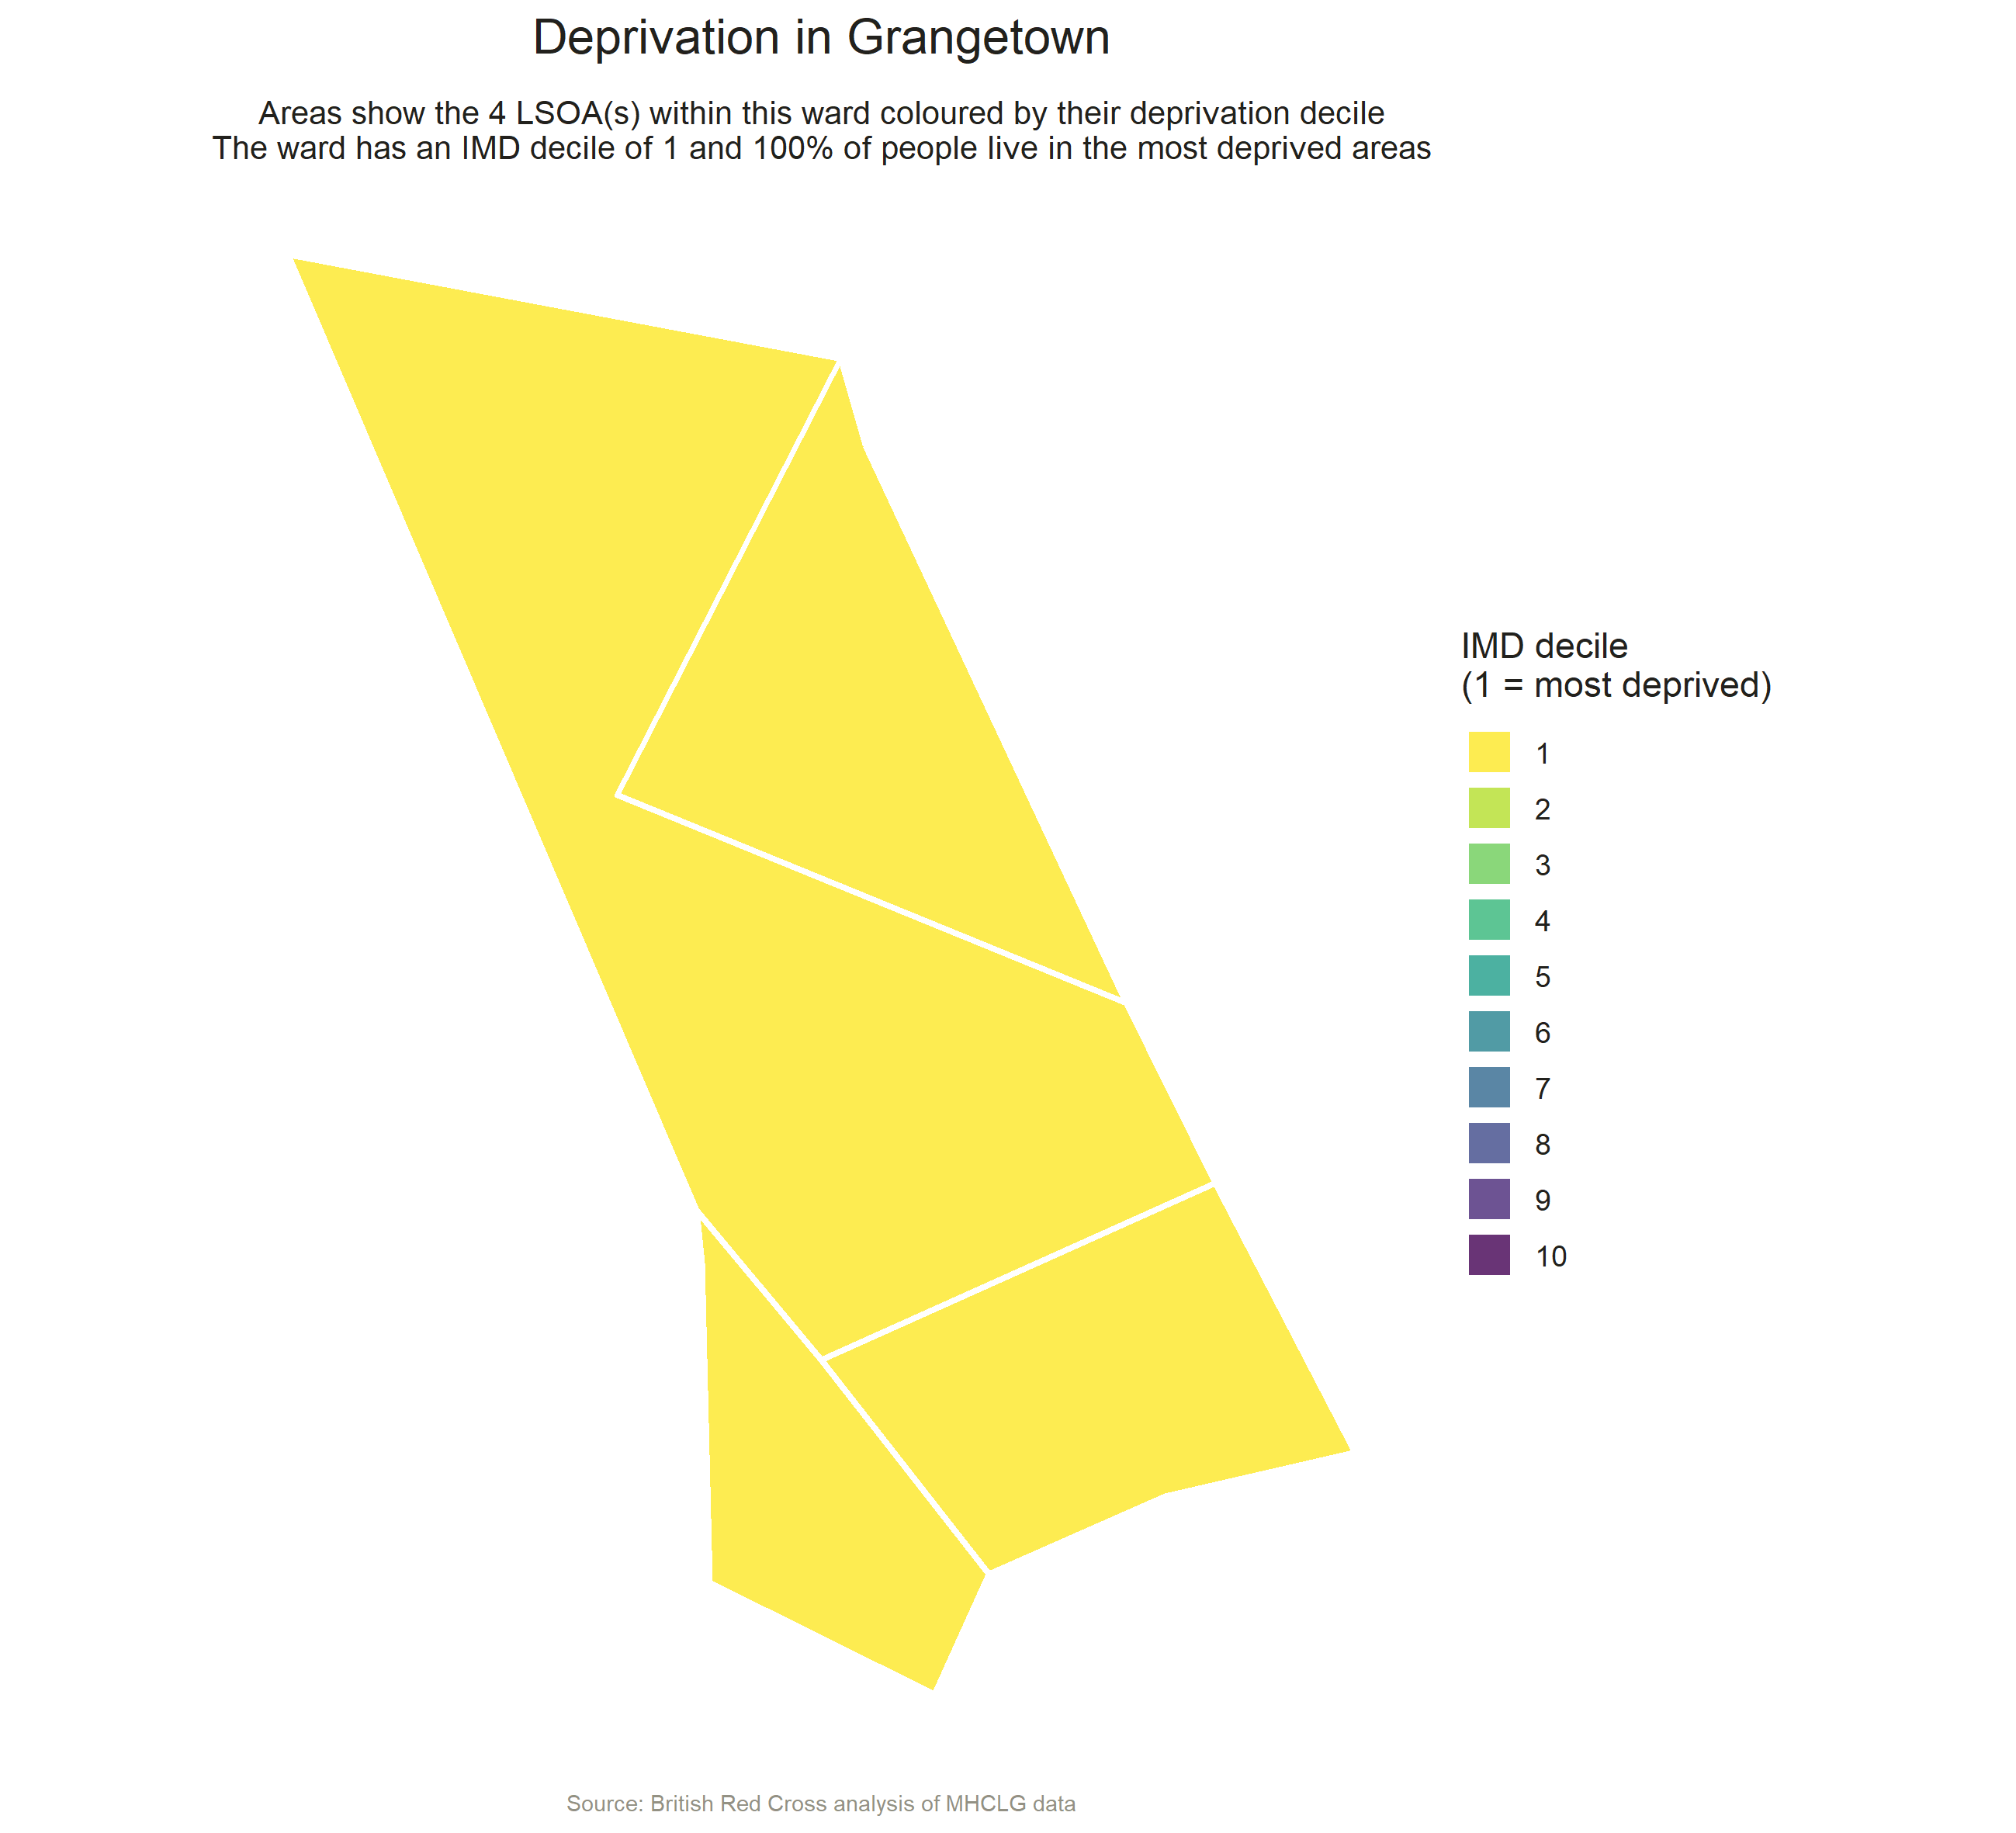 Deprivation in Grangetown
Areas show the 4 LSOA(s) within this ward coloured by their deprivation decile
The ward has an IMD decile of 1 and 100% of people live in the most deprived areas
IMD decile
(1 = most deprived)
1
2
3
4
5
6
7
8
9
10
Source: British Red Cross analysis of MHCLG data